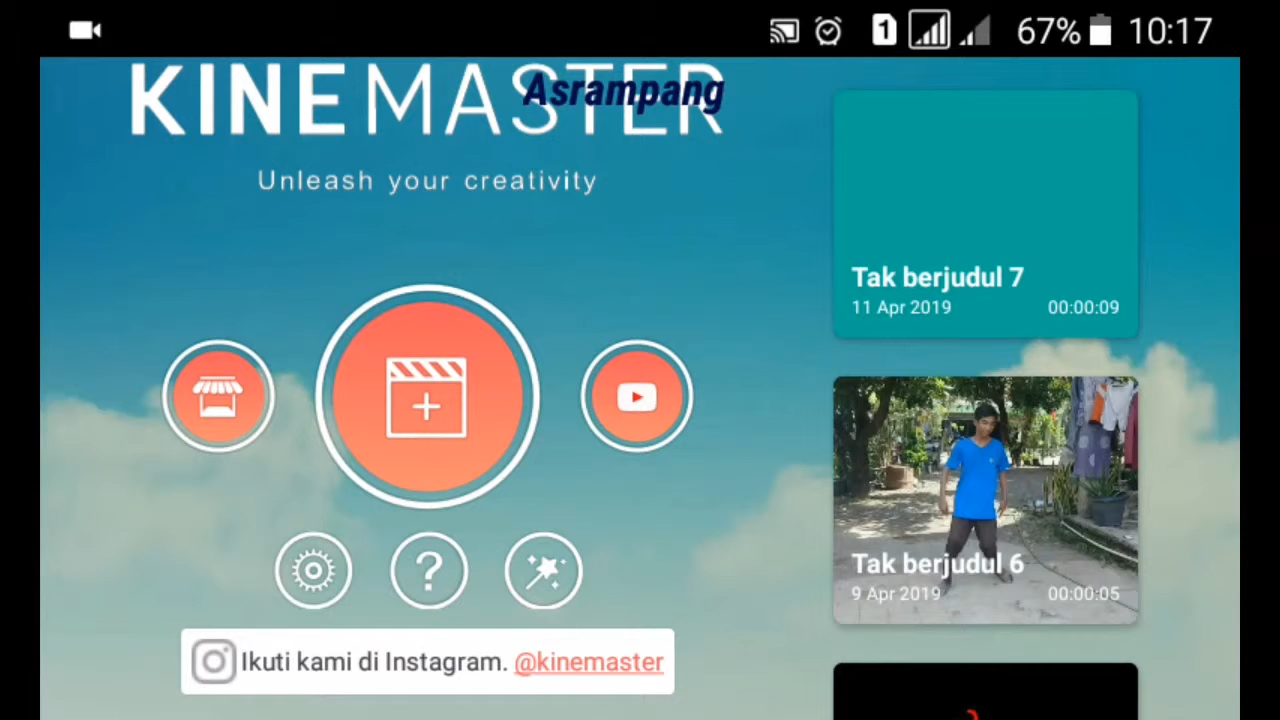 1 67% 10:17
KINEMASTER
Asrampang
Unleash your creativity
Tak berjudul 7
11 Apr 2019 00:00:09
Tak berjudul 6
9 Apr 2019 00:00:05
?
Ikuti kami di Instagram. @kinemaster